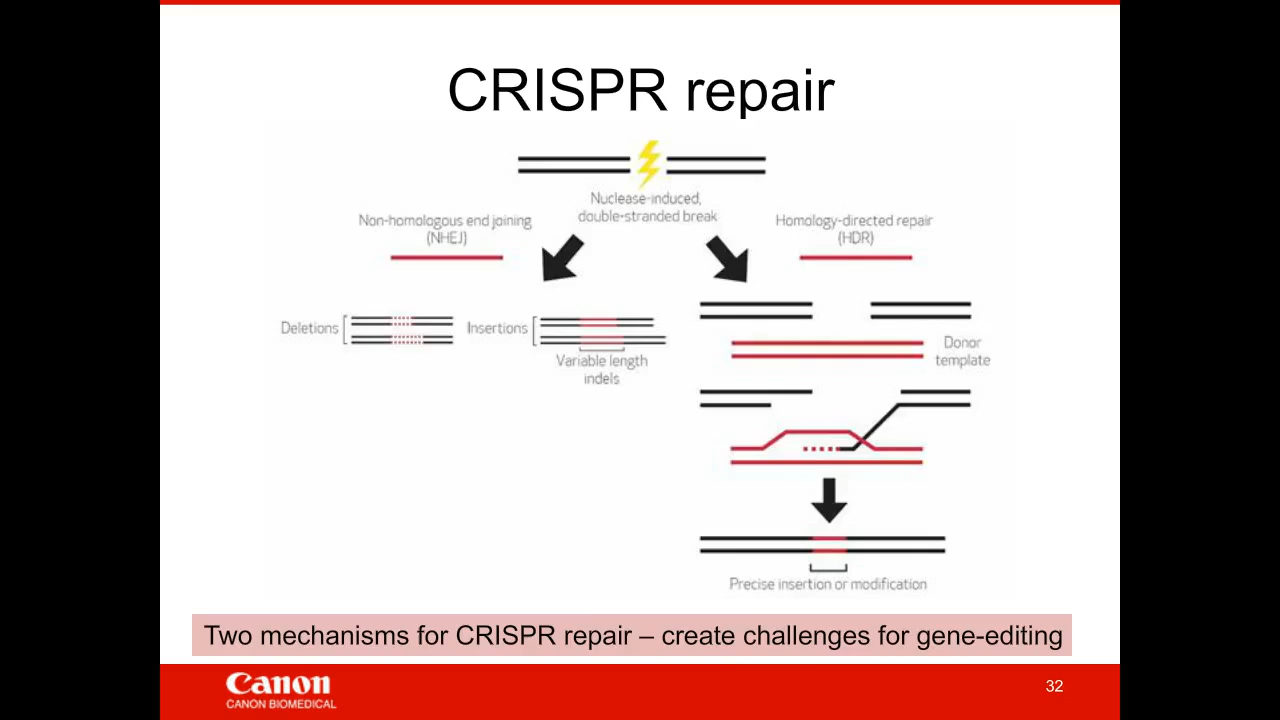 CRISPR repair
Nuclease-induced,
double-stranded break
Non-homologous end joining
(NHEJ)
Homology-directed repair
(HDR)
Deletions
Insertions
Variable length
indels
Donor
template
Precise insertion or modification
Two mechanisms for CRISPR repair – create challenges for gene-editing
Canon
CANON BIOMEDICAL
32